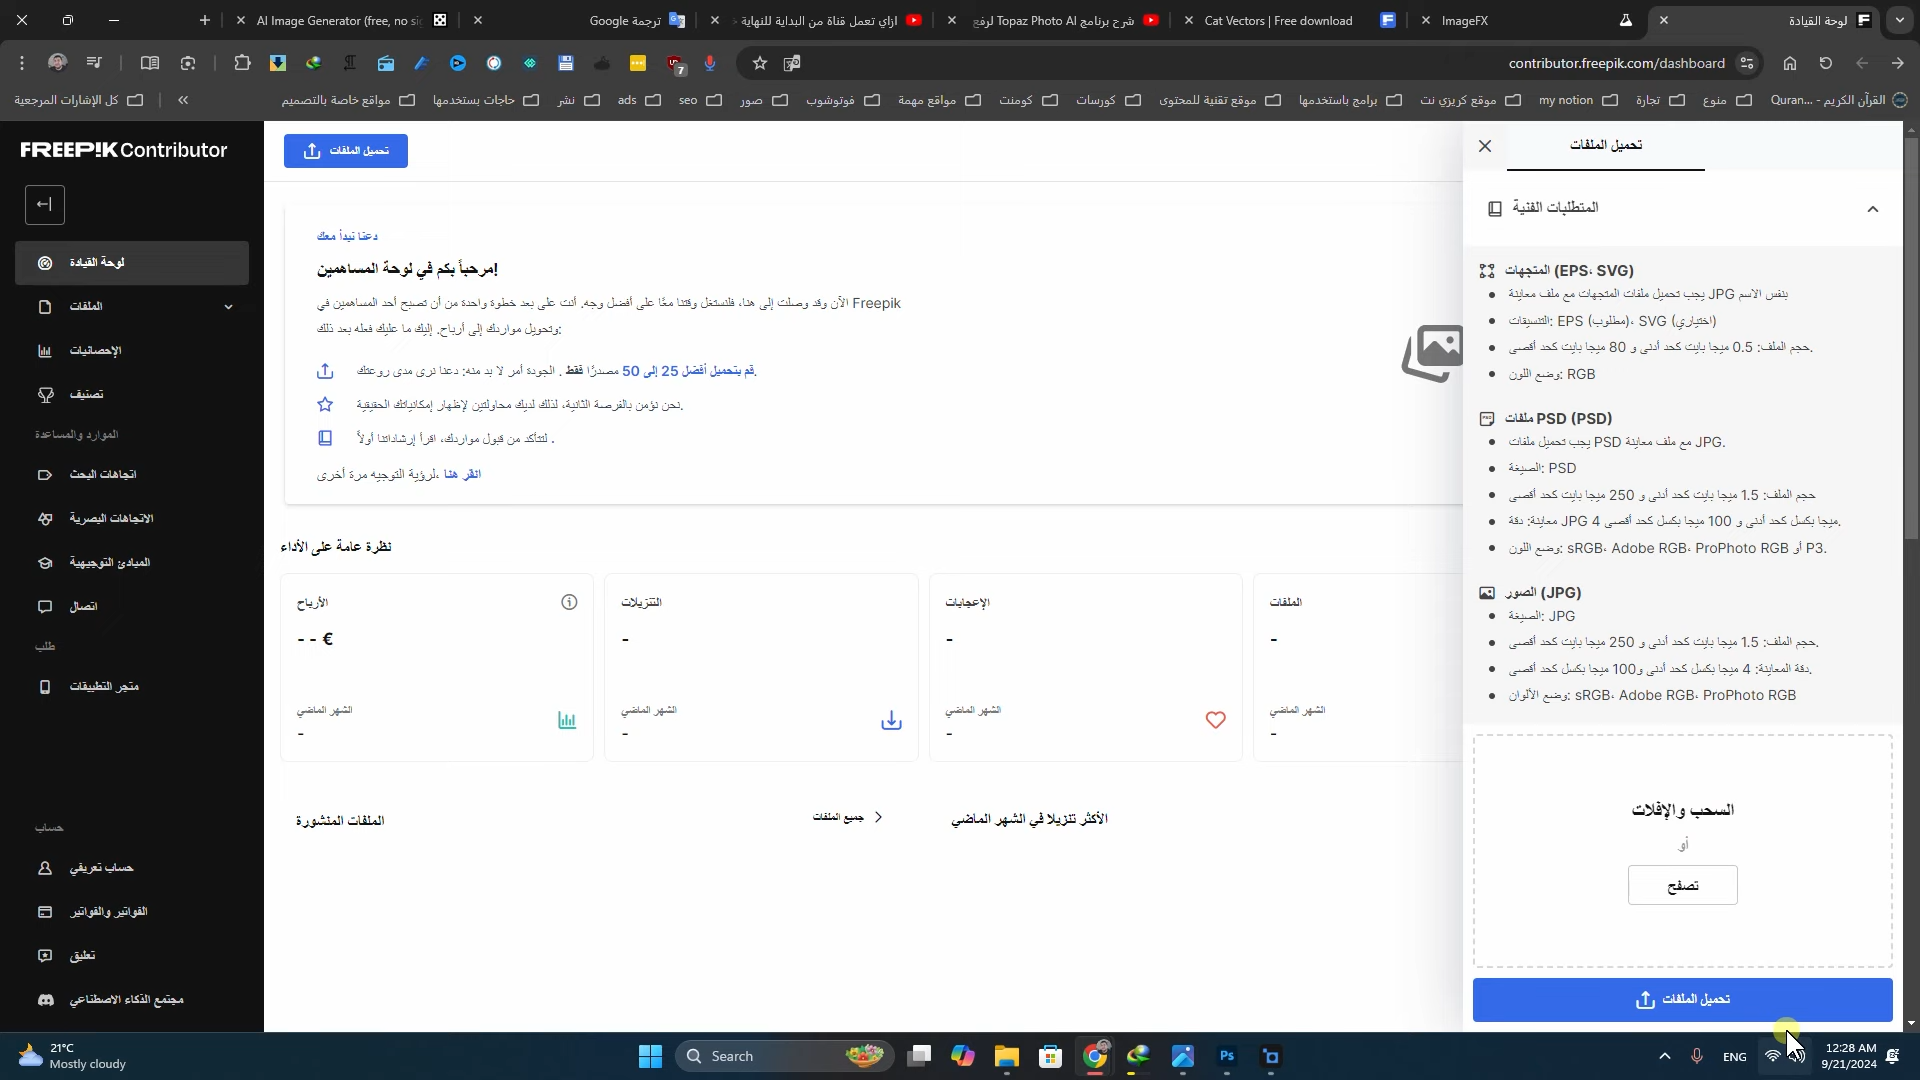 AI Image Generator (free, no si
ترجمة Google
ازاي تعمل قناة من البداية للنهاية
شرح برنامج Topaz Photo AI لرفع
Cat Vectors | Free download
ImageFX
لوحة القيادة
7
contributor.freepik.com/dashboard
كل الإشارات المرجعية
«
مواقع خاصة بالتصميم
حاجات بستخدمها
نشر
ads
seo
صور
فوتوشوب
مواقع مهمة
كومنت
كورسات
موقع تقنية للمحتوى
برامج باستخدمها
موقع كريزي نت
my notion
تجارة
منوع
القرآن الكريم - Quran...
FREEP!K Contributor
لوحة القيادة
الملفات
الإحصائيات
تصنيف
الموارد والمساعدة
اتجاهات البحث
الاتجاهات البصرية
المبادئ التوجيهية
اتصال
طلب
متجر التطبيقات
حساب
حساب تعريفي
الفواتير والفواتير
تعليق
مجتمع الذكاء الاصطناعي
تحميل الملفات
دعنا نبدأ معك
مرحباً بكم في لوحة المساهمين!
الآن وقد وصلت إلى هنا، فلنستغل وقتنا معًا على أفضل وجه. أنت على بعد خطوة واحدة من أن تصبح أحد المساهمين في Freepik
وتحويل مواردك إلى أرباح. إليك ما عليك فعله بعد ذلك:
قم بتحميل أفضل 25 إلى 50 مصدرًا فقط . الجودة أمر لا بد منه: دعنا نرى مدى روعتك.
نحن نؤمن بالفرصة الثانية، لذلك لديك محاولتين لإظهار إمكانياتك الحقيقية.
لتتأكد من قبول مواردك، اقرأ إرشاداتنا أولاً .
لرؤية التوجيه مرة أخرى، انقر هنا
نظرة عامة على الأداء
الأرباح
- - €
الشهر الماضي
-
التنزيلات
-
الشهر الماضي
-
الإعجابات
-
الشهر الماضي
-
الملفات
-
الشهر الماضي
-
الملفات المنشورة
جميع الملفات
الأكثر تنزيلا في الشهر الماضي
تحميل الملفات
المتطلبات الفنية
المتجهات (EPS، SVG)
يجب تحميل ملفات المتجهات مع ملف معاينة JPG بنفس الاسم
التنسيقات: EPS (مطلوب)، SVG (اختياري)
حجم الملف: 0.5 ميجا بايت كحد أدنى و 80 ميجا بايت كحد أقصى.
وضع اللون: RGB
ملفات PSD (PSD)
يجب تحميل ملفات PSD مع ملف معاينة JPG.
الصيغة: PSD
حجم الملف: 1.5 ميجا بايت كحد أدنى و 250 ميجا بايت كحد أقصى
معاينة: دقة JPG 4 ميجا بكسل كحد أدنى و 100 ميجا بكسل كحد أقصى.
وضع اللون: sRGB، Adobe RGB، ProPhoto RGB أو P3.
الصور (JPG)
الصيغة: JPG
حجم الملف: 1.5 ميجا بايت كحد أدنى و 250 ميجا بايت كحد أقصى.
دقة المعاينة: 4 ميجا بكسل كحد أدنى و100 ميجا بكسل كحد أقصى.
وضع الألوان: sRGB، Adobe RGB، ProPhoto RGB
السحب والإفلات
أو
تصفح
تحميل الملفات
21°C
Mostly cloudy
Search
Ps
ENG
12:28 AM
9/21/2024